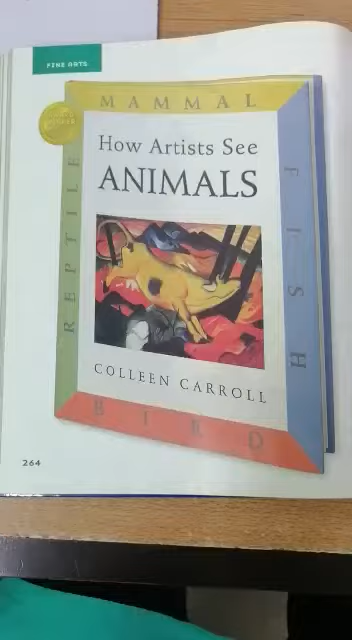 FINE ARTS
MAMMAL
How Artists See
ANIMALS
REPTILE
FISH
COLLEEN CARROLL
BIRD
264